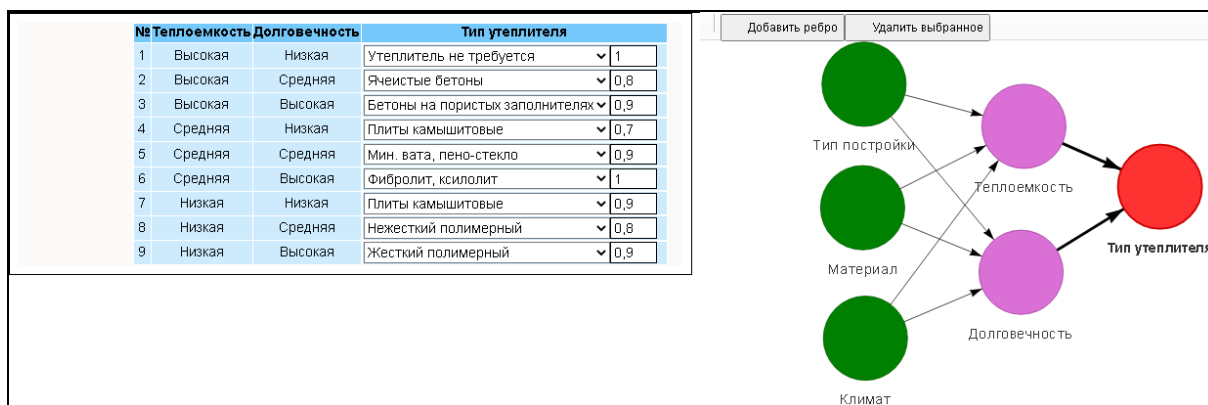 № Теплоемкость Долговечность Тип утеплителя
1 Высокая Низкая Утеплитель не требуется 1
2 Высокая Средняя Ячеистые бетоны 0,8
3 Высокая Высокая Бетоны на пористых заполнителях 0,9
4 Средняя Низкая Плиты камышитовые 0,7
5 Средняя Средняя Мин. вата, пено-стекло 0,9
6 Средняя Высокая Фибролит, ксилолит 1
7 Низкая Низкая Плиты камышитовые 0,9
8 Низкая Средняя Нежесткий полимерный 0,8
9 Низкая Высокая Жесткий полимерный 0,9
Добавить ребро Удалить выбранное
Тип постройки
Теплоемкость
Тип утеплителя
Материал
Долговечность
Климат